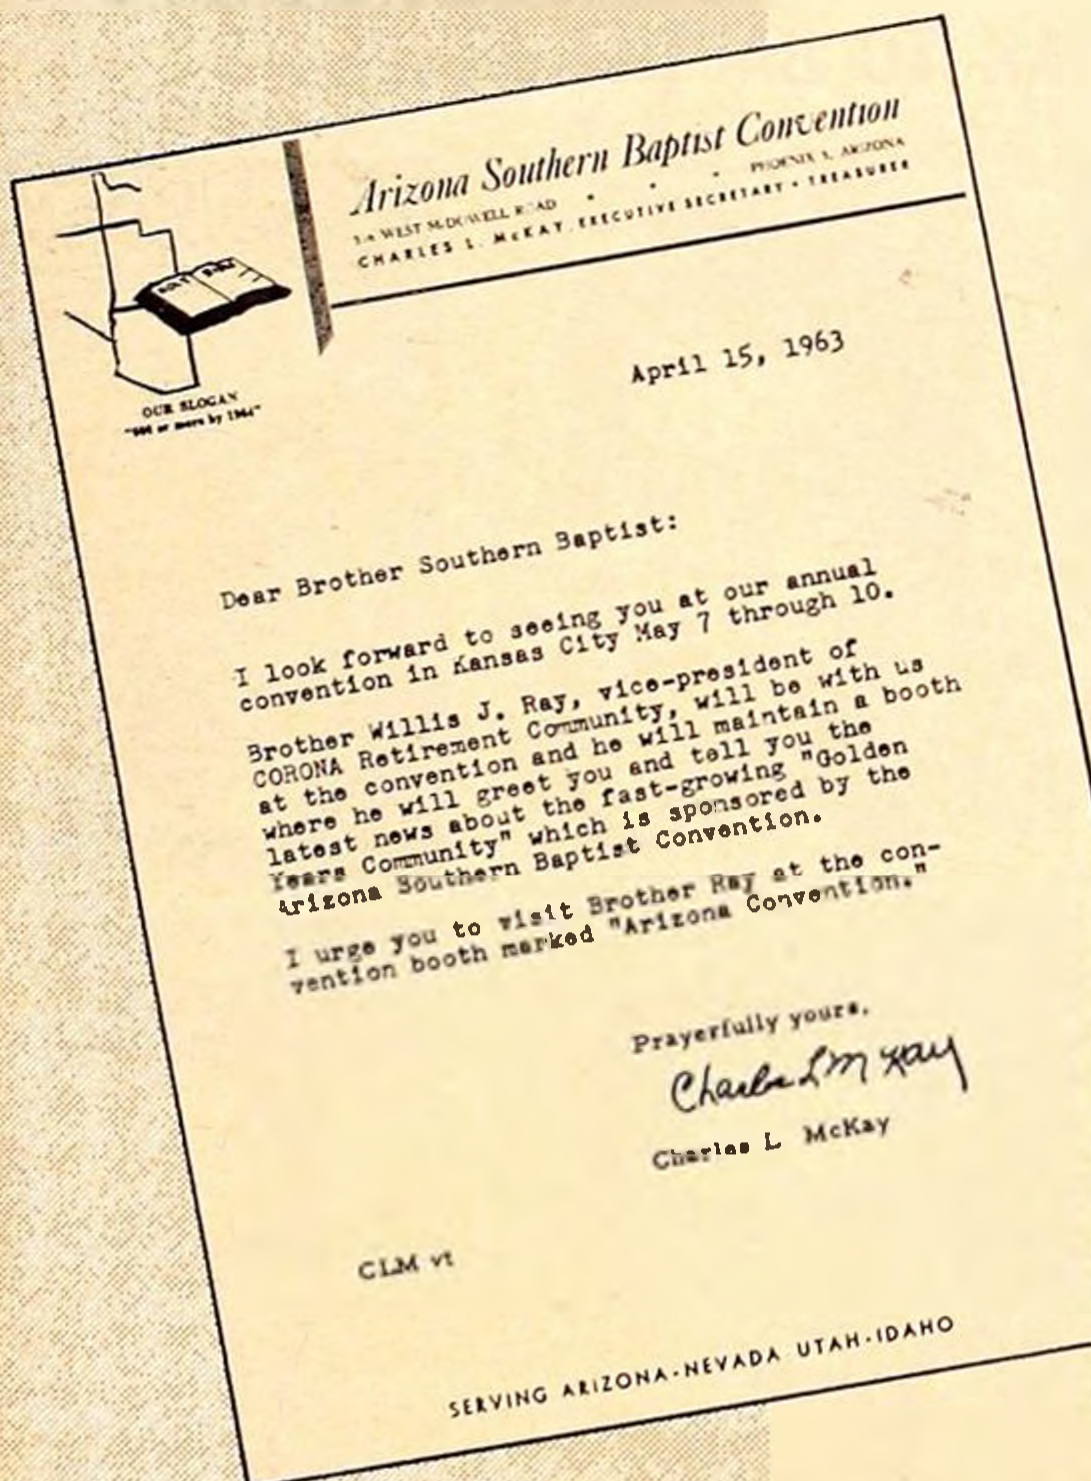 Arizona Southern Baptist Convention
WEST McDOWELL ROAD • • • PHOENIX ARIZONA
CHARLES L. McKAY, EXECUTIVE SECRETARY - TREASURER
HOLY BIBLE
OUR SLOGAN
or more by 1964"
April 15, 1963
Dear Brother Southern Baptist:
I look forward to seeing you at our annual
convention in Kansas City May 7 through 10.
Brother Willis J. Ray, vice-president of
CORONA Retirement Community, will be with us
at the convention and he will maintain a booth
where he will greet you and tell you the
latest news about the fast-growing "Golden
Years Community" which is sponsored by the
Arizona Southern Baptist Convention.
I urge you to visit Brother Ray at the con-
vention booth marked "Arizona Convention."
Prayerfully yours,
Charles L McKay
Charles L McKay
CLM vt
SERVING ARIZONA-NEVADA UTAH-IDAHO